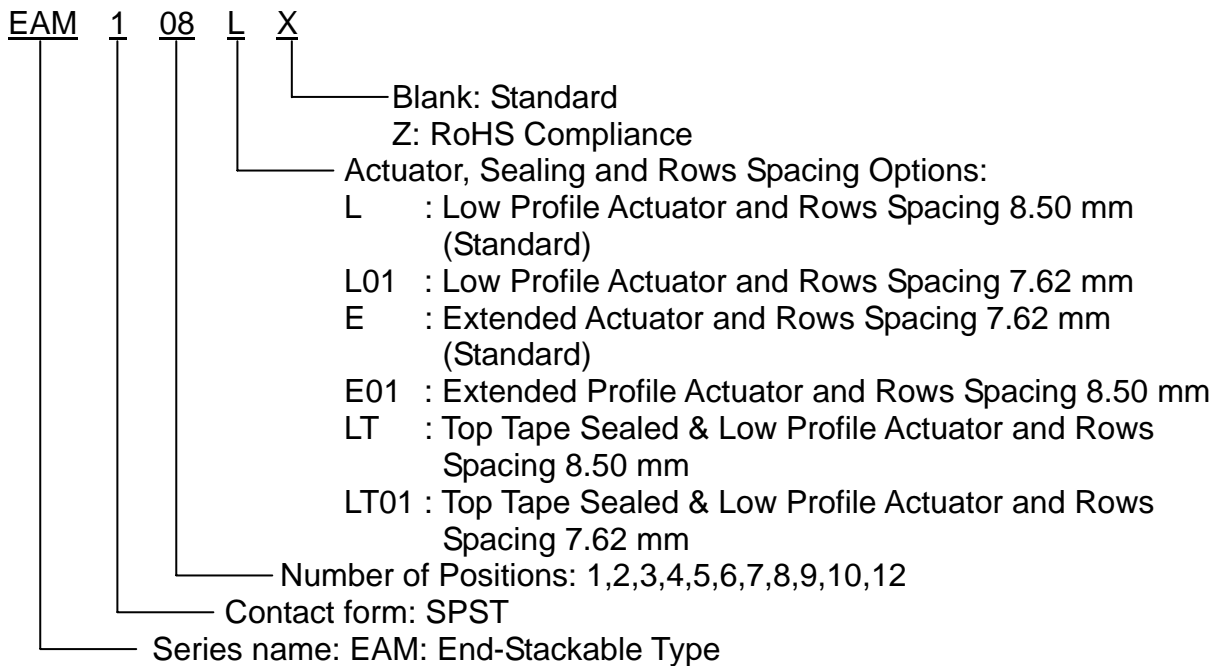 EAM 1 08 L X
Blank: Standard
Z: RoHS Compliance
Actuator, Sealing and Rows Spacing Options:
L : Low Profile Actuator and Rows Spacing 8.50 mm
(Standard)
L01 : Low Profile Actuator and Rows Spacing 7.62 mm
E : Extended Actuator and Rows Spacing 7.62 mm
(Standard)
E01 : Extended Profile Actuator and Rows Spacing 8.50 mm
LT : Top Tape Sealed & Low Profile Actuator and Rows
Spacing 8.50 mm
LT01 : Top Tape Sealed & Low Profile Actuator and Rows
Spacing 7.62 mm
Number of Positions: 1,2,3,4,5,6,7,8,9,10,12
Contact form: SPST
Series name: EAM: End-Stackable Type